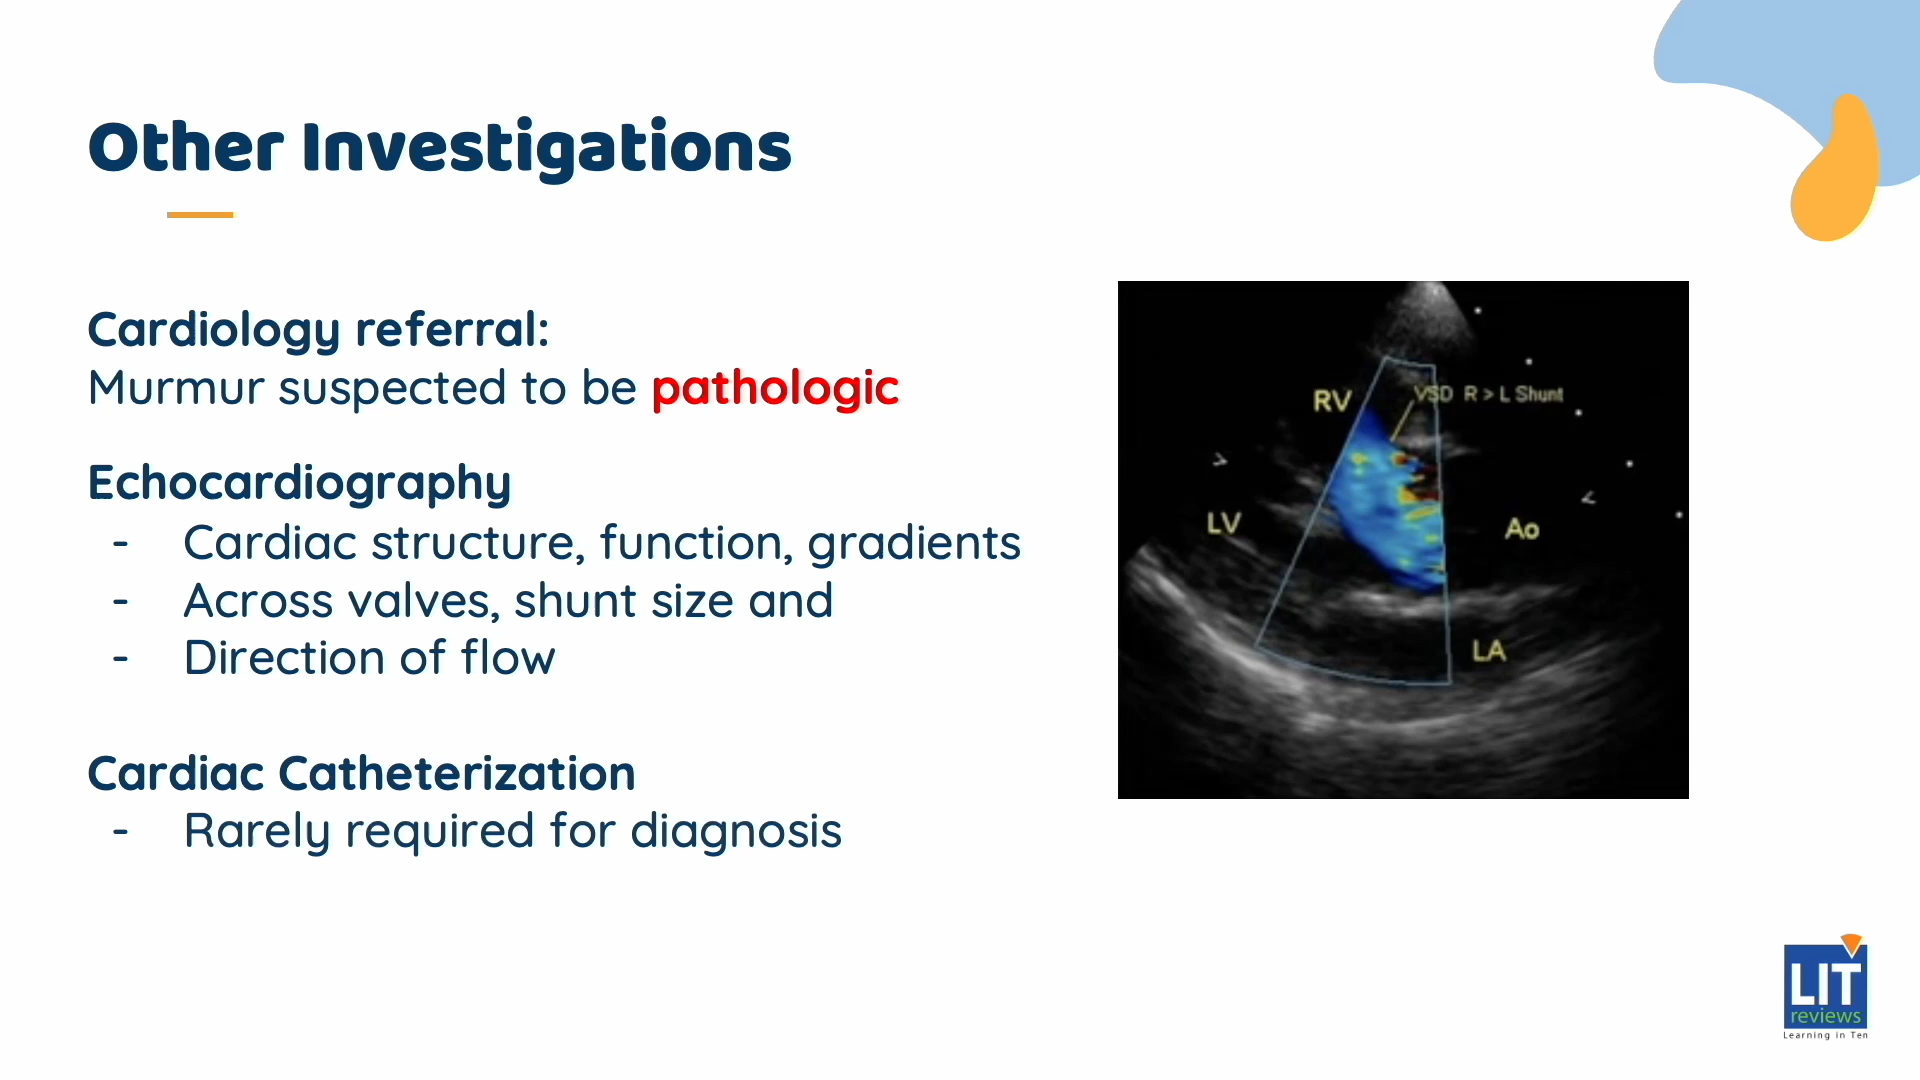 Other Investigations
Cardiology referral:
Murmur suspected to be pathologic
Echocardiography
- Cardiac structure, function, gradients
- Across valves, shunt size and
- Direction of flow
Cardiac Catheterization
- Rarely required for diagnosis
RV
VSD R > L Shunt
LV
Ao
LA
LIT
reviews
Learning in Ten